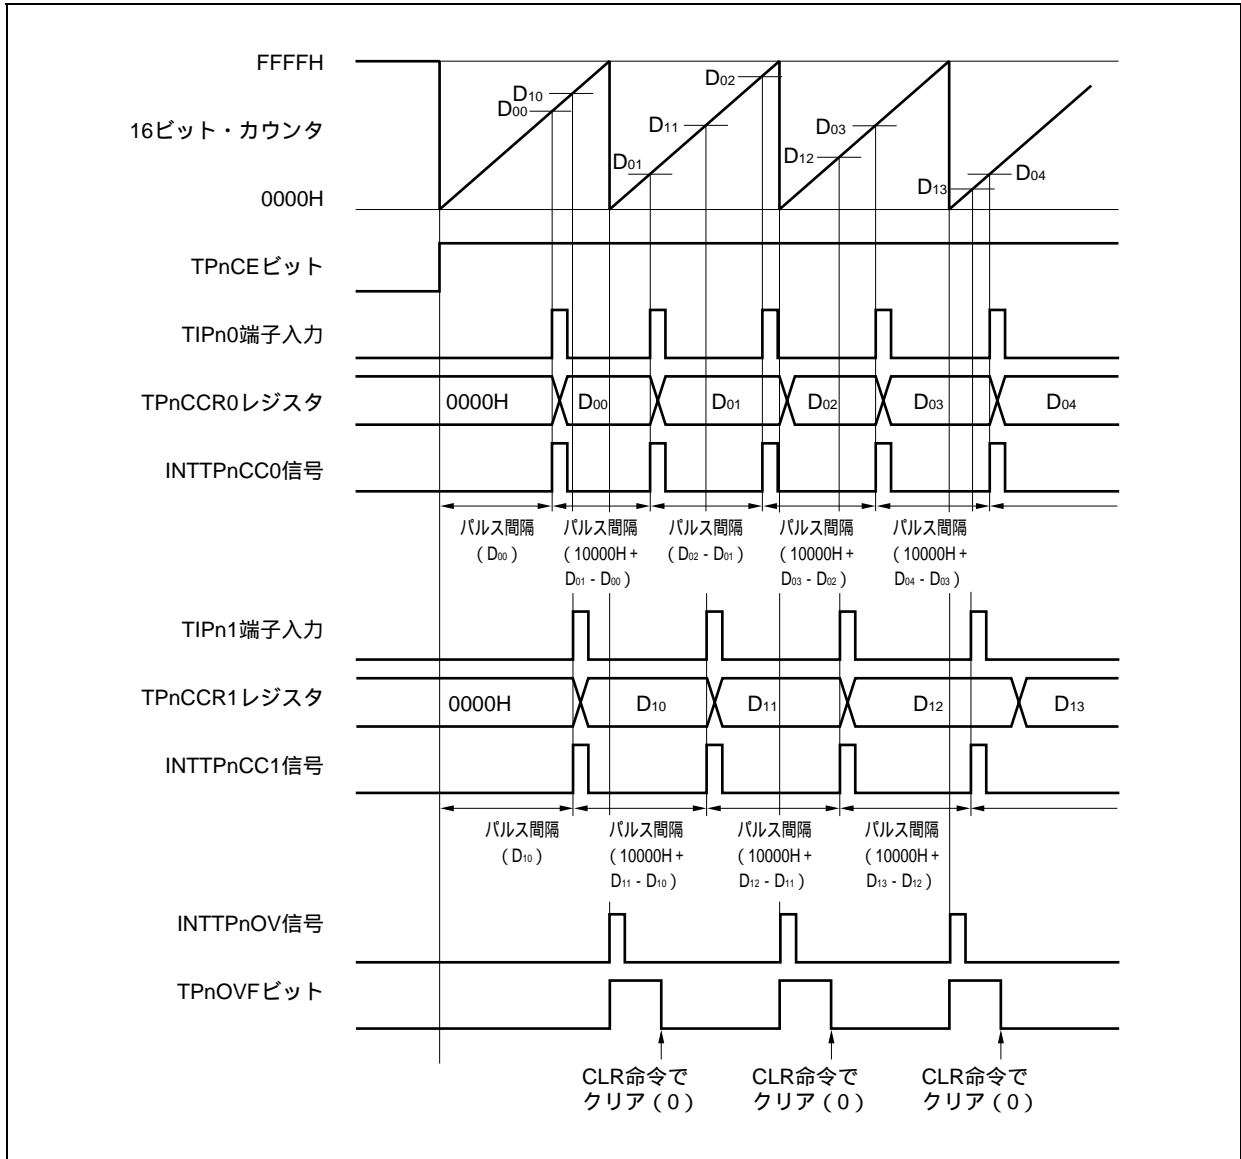 FFFFH
16ビット・カウンタ
0000H
D10
D00
D01
D11
D02
D12
D03
D13
D04
TPnCEビット
TIPn0端子入力
TPnCCR0レジスタ
0000H D00 D01 D02 D03 D04
INTTPnCC0信号
パルス間隔
(D00)
パルス間隔
(10000H +
D01 - D00)
パルス間隔
(D02 - D01)
パルス間隔
(10000H +
D03 - D02)
パルス間隔
(10000H +
D04 - D03)
TIPn1端子入力
TPnCCR1レジスタ
0000H D10 D11 D12 D13
INTTPnCC1信号
パルス間隔
(D10)
パルス間隔
(10000H +
D11 - D10)
パルス間隔
(10000H +
D12 - D11)
パルス間隔
(10000H +
D13 - D12)
INTTPnOV信号
TPnOVFビット
CLR命令で
クリア(0)
CLR命令で
クリア(0)
CLR命令で
クリア(0)